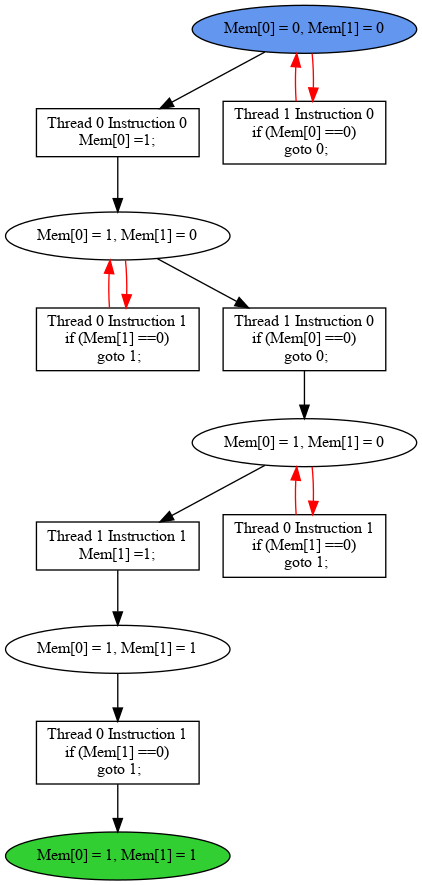 Mem[0] = 0, Mem[1] = 0
Thread 0 Instruction 0
Mem[0] =1;
Thread 1 Instruction 0
if (Mem[0] ==0)
goto 0;
Mem[0] = 1, Mem[1] = 0
Thread 0 Instruction 1
if (Mem[1] ==0)
goto 1;
Thread 1 Instruction 0
if (Mem[0] ==0)
goto 0;
Mem[0] = 1, Mem[1] = 0
Thread 1 Instruction 1
Mem[1] =1;
Thread 0 Instruction 1
if (Mem[1] ==0)
goto 1;
Mem[0] = 1, Mem[1] = 1
Thread 0 Instruction 1
if (Mem[1] ==0)
goto 1;
Mem[0] = 1, Mem[1] = 1